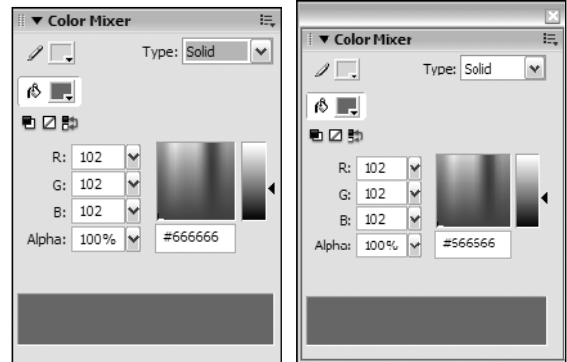 Color Mixer
Type: Solid
R: 102
G: 102
B: 102
Alpha: 100% #666666
Color Mixer
Type: Solid
R: 102
G: 102
B: 102
Alpha: 100% #566566